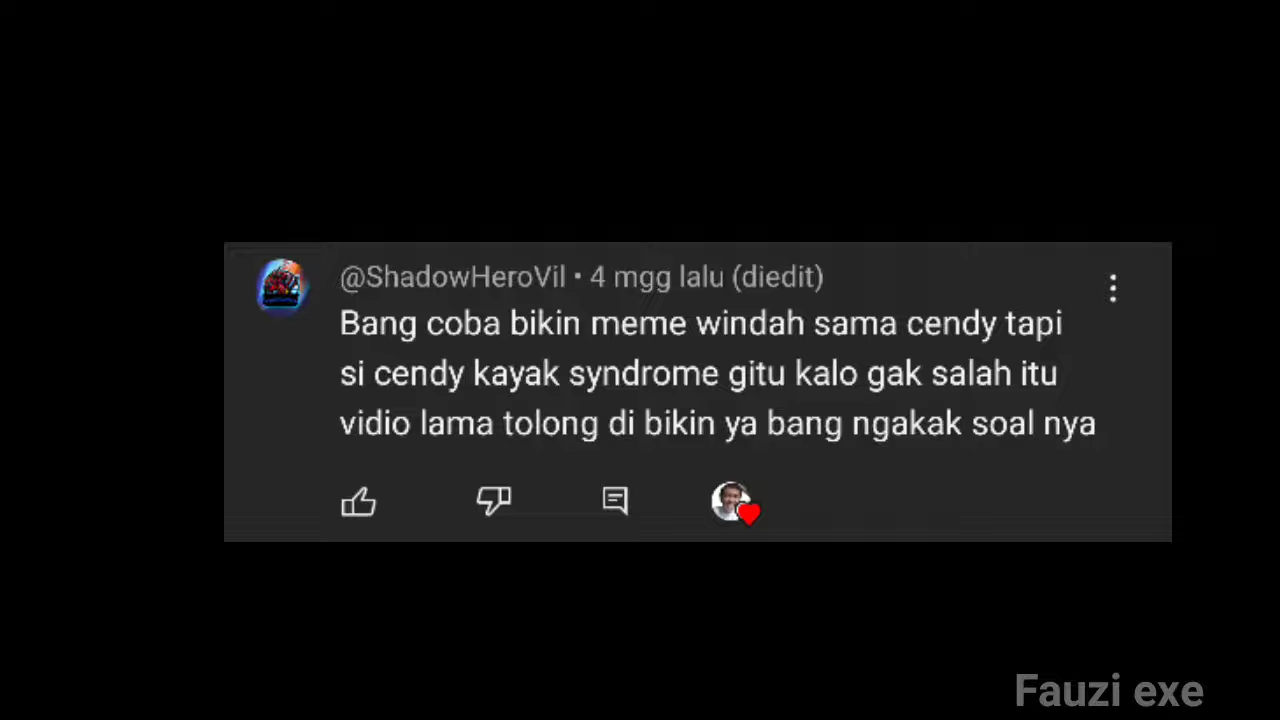 @ShadowHeroVil • 4 mgg lalu (diedit)
Bang coba bikin meme windah sama cendy tapi
si cendy kayak syndrome gitu kalo gak salah itu
vidio lama tolong di bikin ya bang ngakak soal nya
Fauzi exe